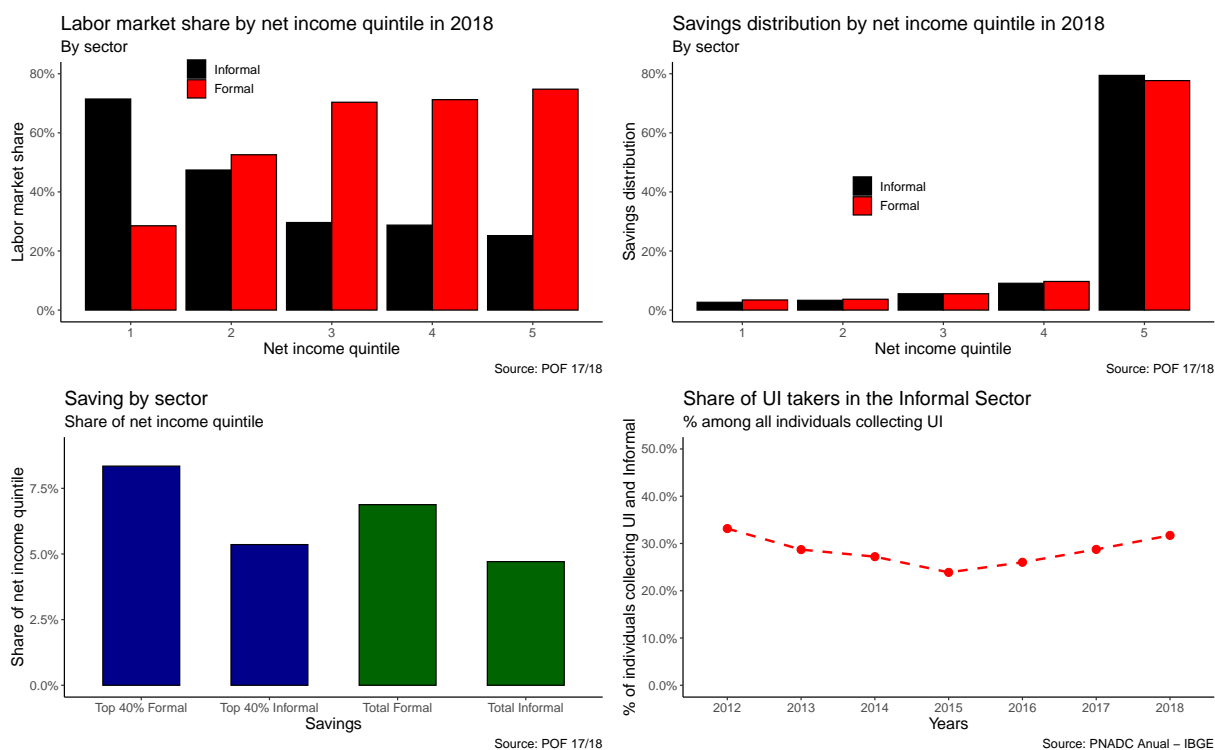 Labor market share by net income quintile in 2018
By sector
Informal
Formal
Labor market share
80%
60%
40%
20%
0%
1 2 3 4 5
Net income quintile
Source: POF 17/18
Savings distribution by net income quintile in 2018
By sector
Informal
Formal
Savings distribution
80%
60%
40%
20%
0%
1 2 3 4 5
Net income quintile
Source: POF 17/18
Saving by sector
Share of net income quintile
Share of net income quintile
7.5%
5.0%
2.5%
0.0%
Top 40% Formal Top 40% Informal Total Formal Total Informal
Savings
Source: POF 17/18
Share of UI takers in the Informal Sector
% among all individuals collecting UI
% of individuals collecting UI and Informal
50.0%
40.0%
30.0%
20.0%
10.0%
0.0%
2012 2013 2014 2015 2016 2017 2018
Years
Source: PNADC Anual – IBGE